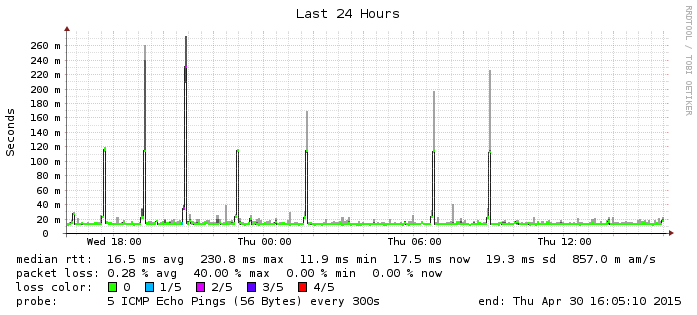 Last 24 Hours
RRDTOOL / TOBI OETIKER
Seconds
260 m
240 m
220 m
200 m
180 m
160 m
140 m
120 m
100 m
80 m
60 m
40 m
20 m
0
Wed 18:00 Thu 00:00 Thu 06:00 Thu 12:00
median rtt: 16.5 ms avg 230.8 ms max 11.9 ms min 17.5 ms now 19.3 ms sd 857.0 m am/s
packet loss: 0.28 % avg 40.00 % max 0.00 % min 0.00 % now
loss color: 0 1/5 2/5 3/5 4/5
probe: 5 ICMP Echo Pings (56 Bytes) every 300s end: Thu Apr 30 16:05:10 2015